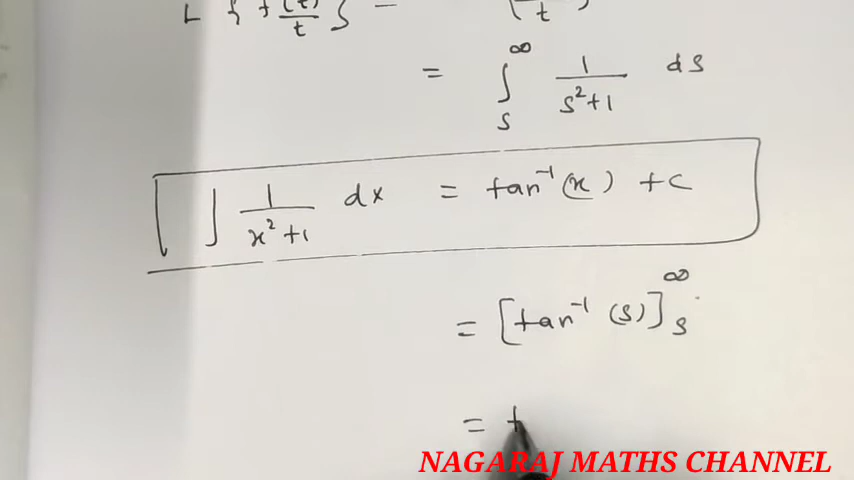 L { f(t)/t } =
= ∫_s^∞ 1/(s²+1) ds
∫ 1/(x²+1) dx = tan⁻¹(x) + c
= [tan⁻¹(s)]_s^∞
= t
NAGARAJ MATHS CHANNEL